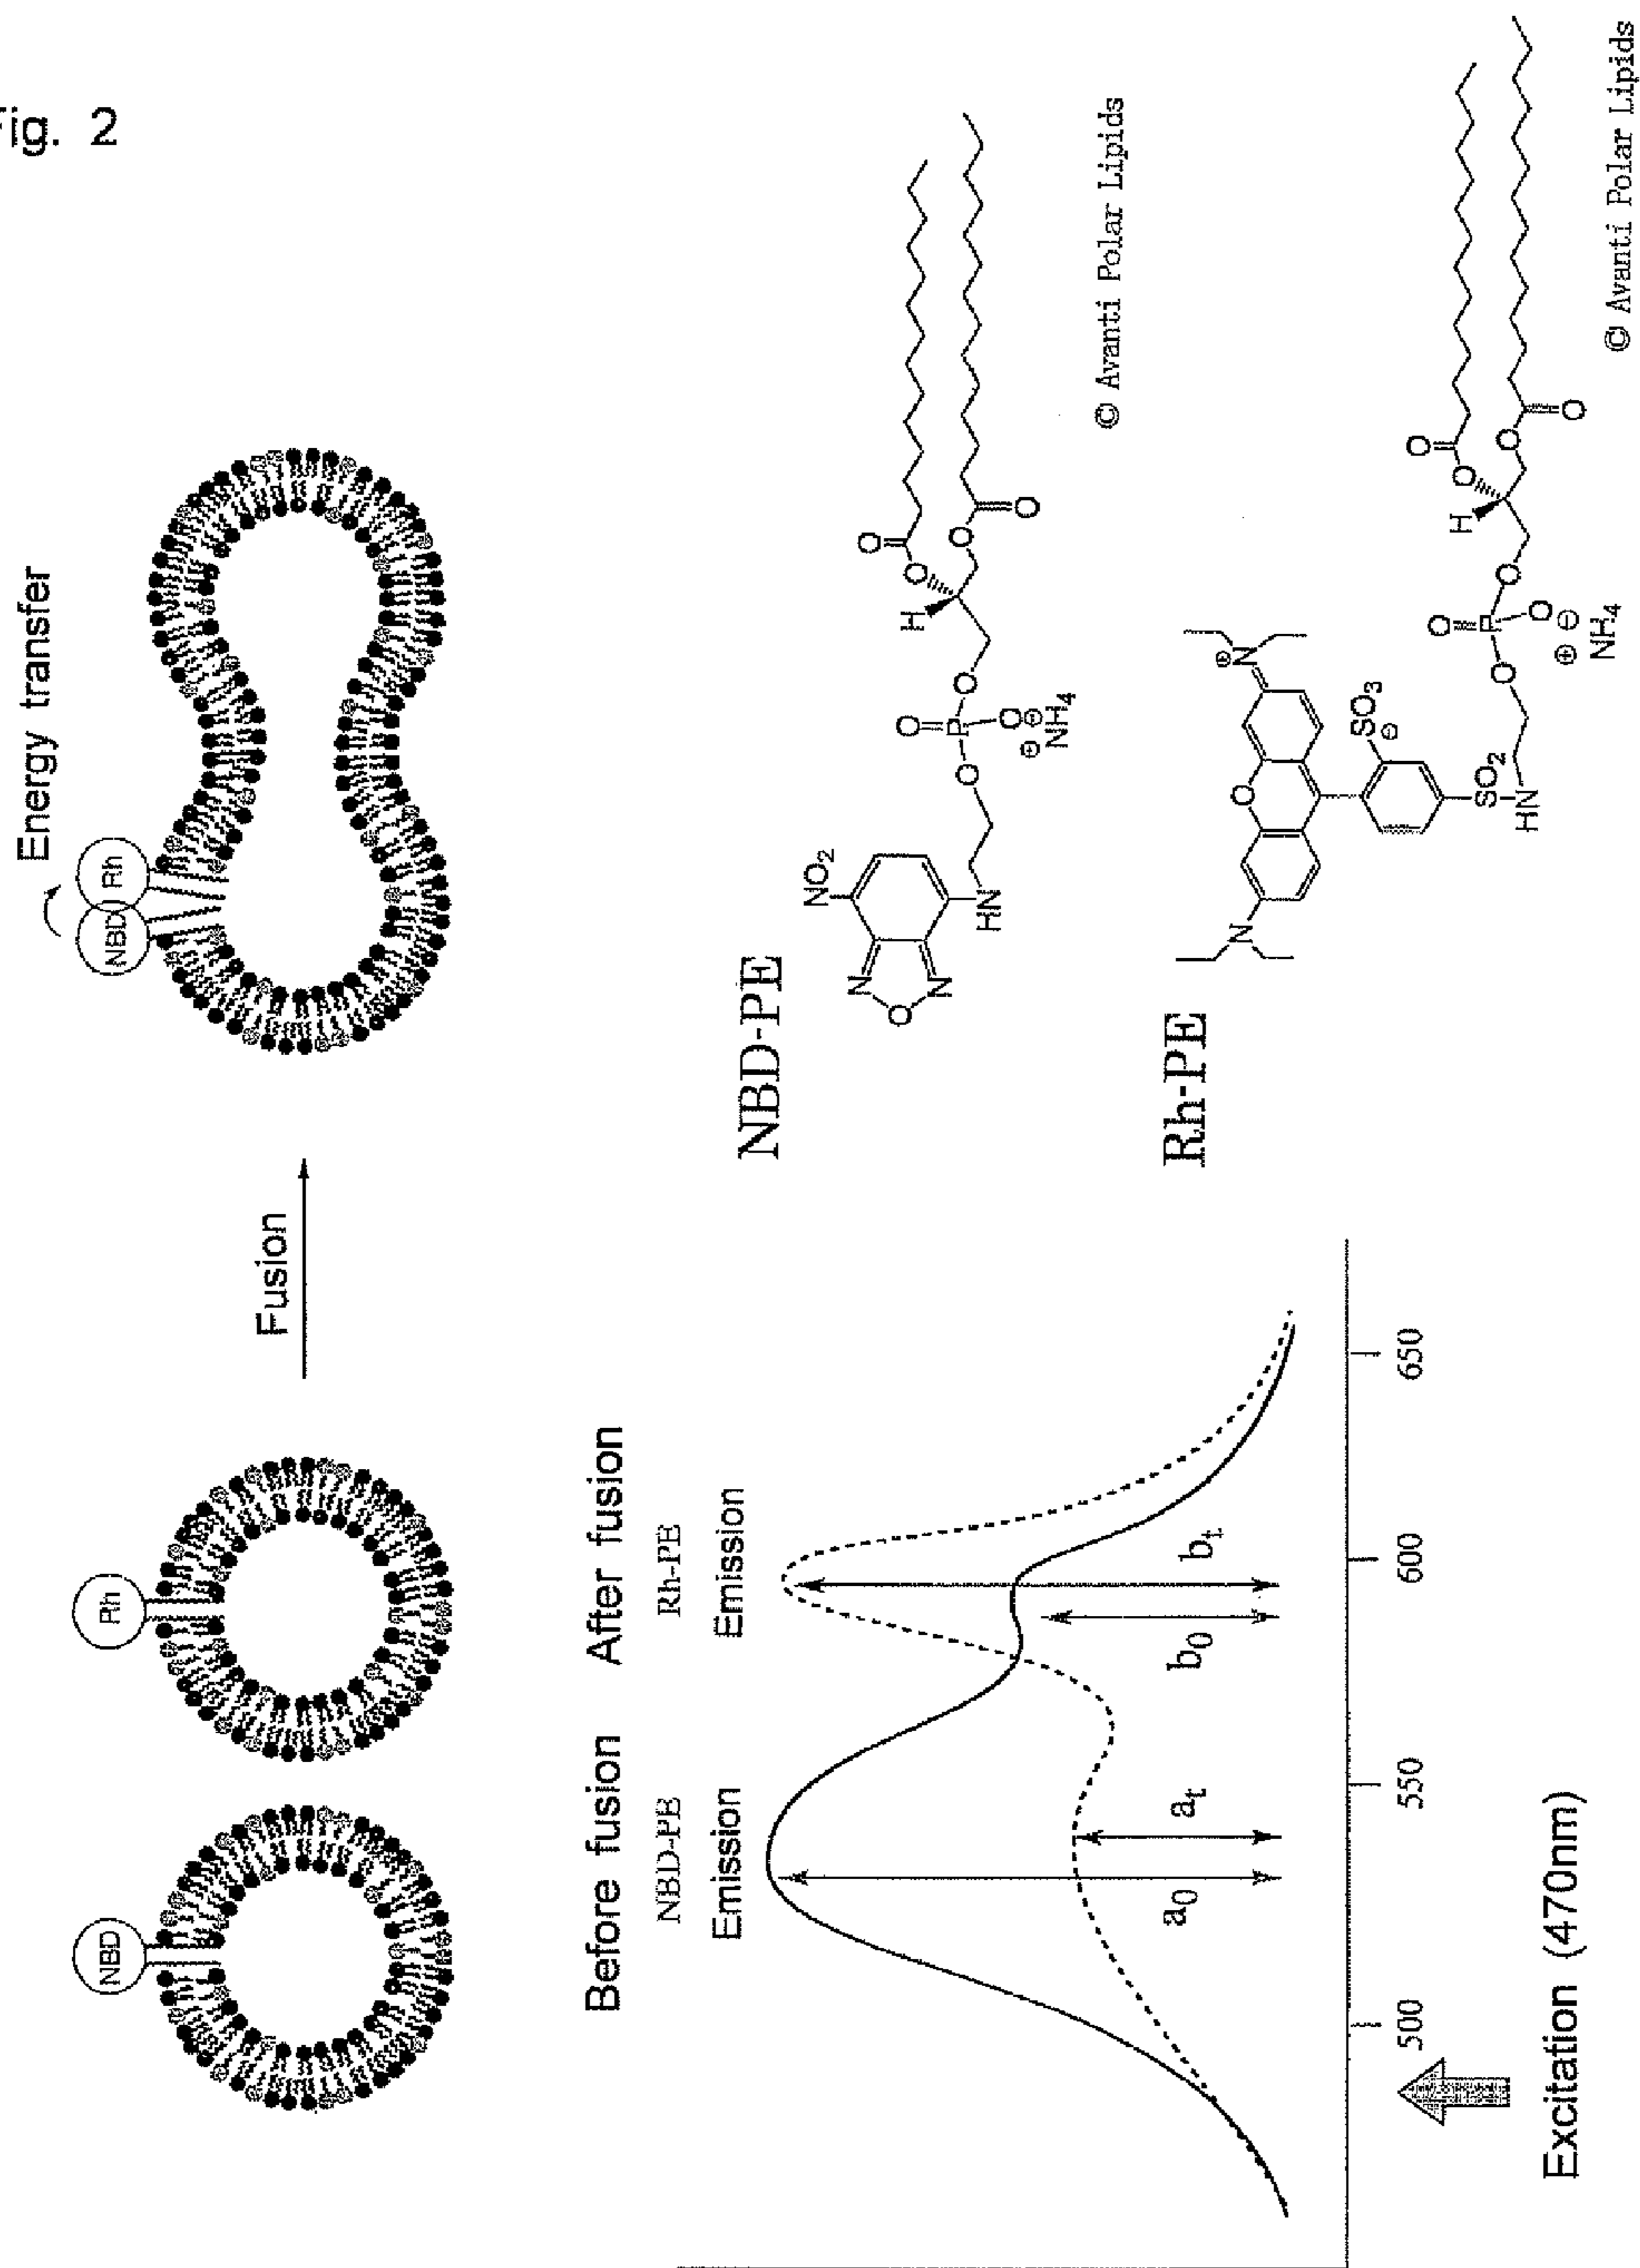 Fig. 2
NBD
Rh
Fusion
Energy transfer
NBD
Rh
Before fusion
After fusion
NBD-PE
Emission
Rh-PE
Emission
a0
at
b0
bt
500
550
600
650
Excitation (470nm)
NBD-PE
NO2
N
O
N
HN
O
P
O
O
O
⊖
⊕
NH4
H
O
O
O
O
© Avanti Polar Lipids
Rh-PE
N
O
N
⊕
SO3
⊖
SO2
HN
O
P
O
O
O
⊕ ⊖
NH4
H
O
O
O
O
© Avanti Polar Lipids